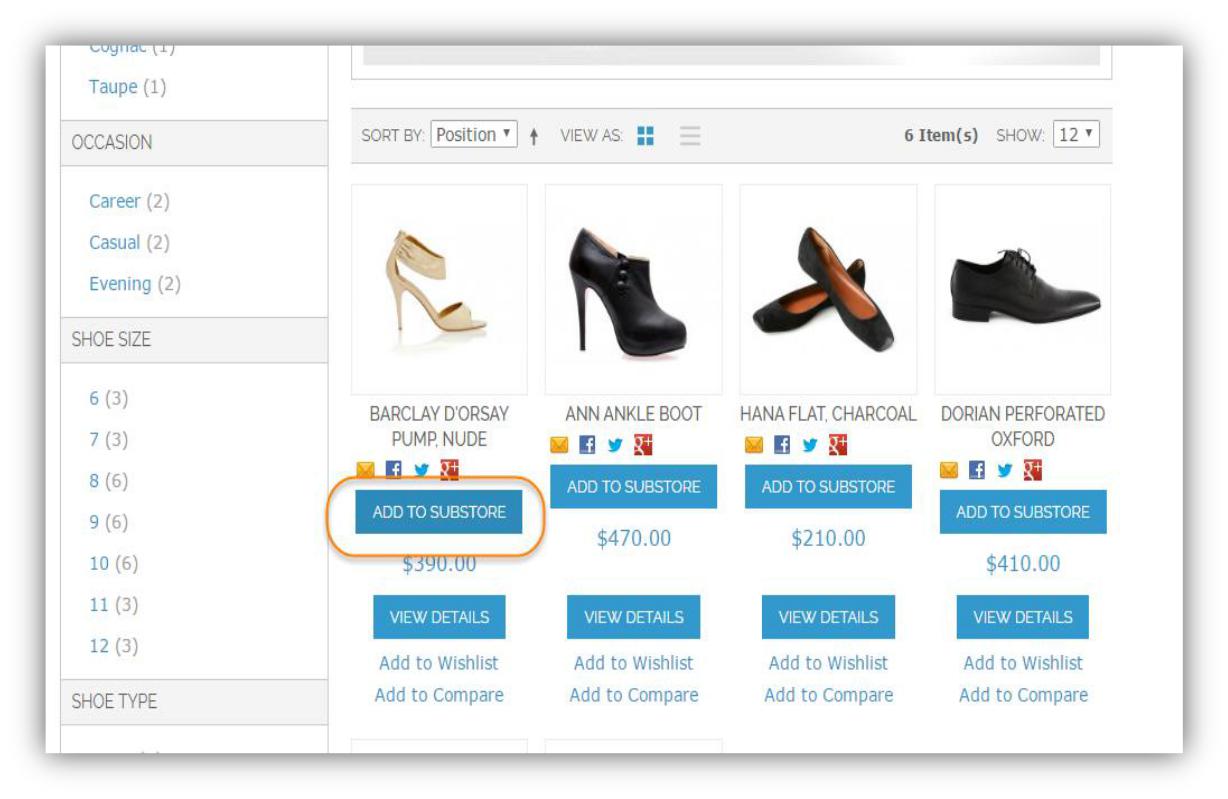 Cognac (1)
Taupe (1)
OCCASION
Career (2)
Casual (2)
Evening (2)
SHOE SIZE
6 (3)
7 (3)
8 (6)
9 (6)
10 (6)
11 (3)
12 (3)
SHOE TYPE
SORT BY: Position VIEW AS: 6 Item(s) SHOW: 12
BARCLAY D'ORSAY
PUMP, NUDE
ADD TO SUBSTORE
$390.00
VIEW DETAILS
Add to Wishlist
Add to Compare
ANN ANKLE BOOT
ADD TO SUBSTORE
$470.00
VIEW DETAILS
Add to Wishlist
Add to Compare
HANA FLAT, CHARCOAL
ADD TO SUBSTORE
$210.00
VIEW DETAILS
Add to Wishlist
Add to Compare
DORIAN PERFORATED
OXFORD
ADD TO SUBSTORE
$410.00
VIEW DETAILS
Add to Wishlist
Add to Compare